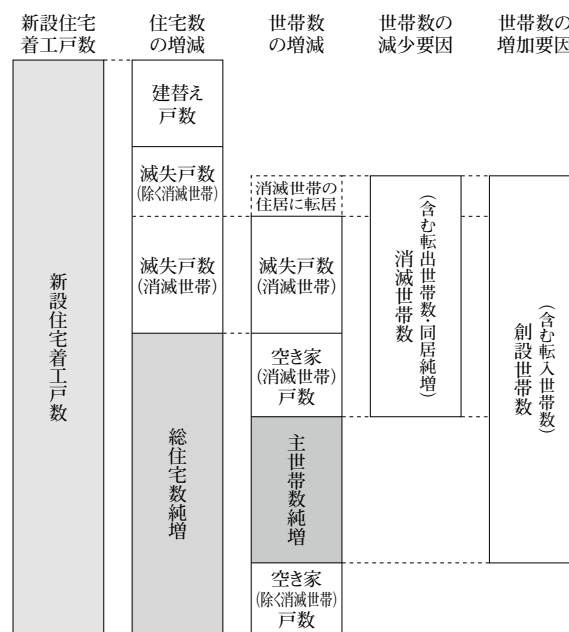 新設住宅
着工戸数
住宅数
の増減
世帯数
の増減
世帯数の
減少要因
世帯数の
増加要因
新設住宅着工戸数
建替え
戸数
滅失戸数
(除く消滅世帯)
滅失戸数
(消滅世帯)
総住宅数純増
消滅世帯の
住居に転居
滅失戸数
(消滅世帯)
空き家
(消滅世帯)
戸数
主世帯数純増
空き家
(除く消滅世帯)
戸数
(含む転出世帯数・同居純増)
消滅世帯数
(含む転入世帯数)
創設世帯数